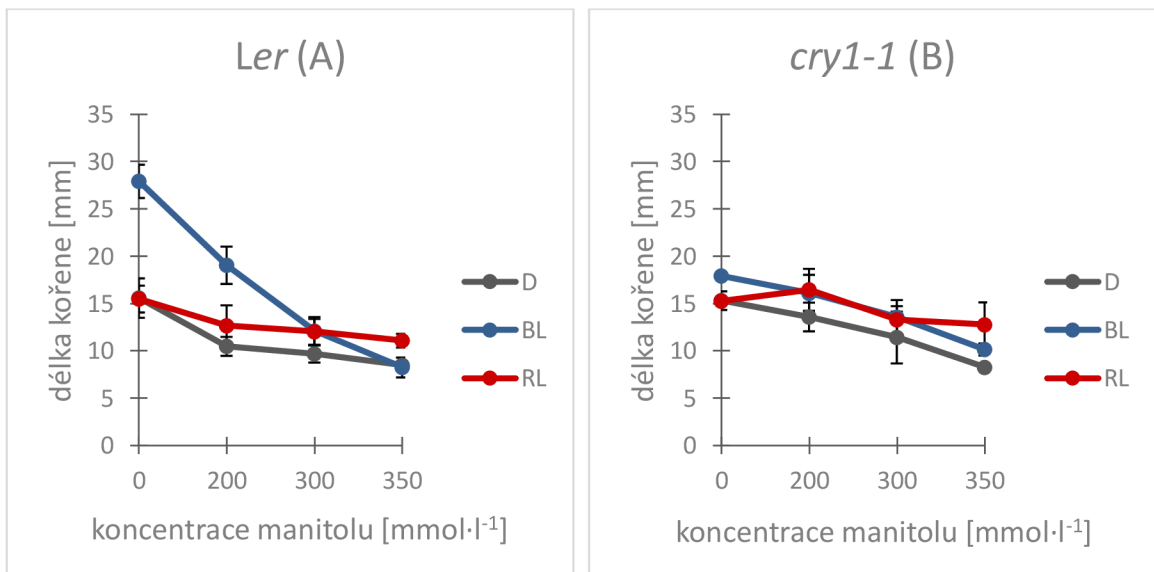 Ler (A)
35
30
25
20
15
10
5
0
délka kořene [mm]
0 200 300 350
koncentrace manitolu [mmol·l⁻¹]
D
BL
RL
cry1-1 (B)
35
30
25
20
15
10
5
0
délka kořene [mm]
0 200 300 350
koncentrace manitolu [mmol·l⁻¹]
D
BL
RL